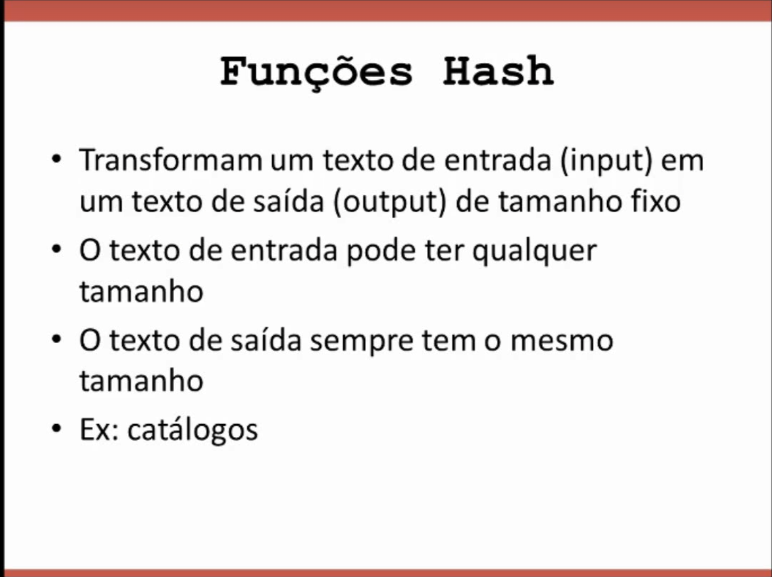 Funções Hash
• Transformam um texto de entrada (input) em
um texto de saída (output) de tamanho fixo
• O texto de entrada pode ter qualquer
tamanho
• O texto de saída sempre tem o mesmo
tamanho
• Ex: catálogos